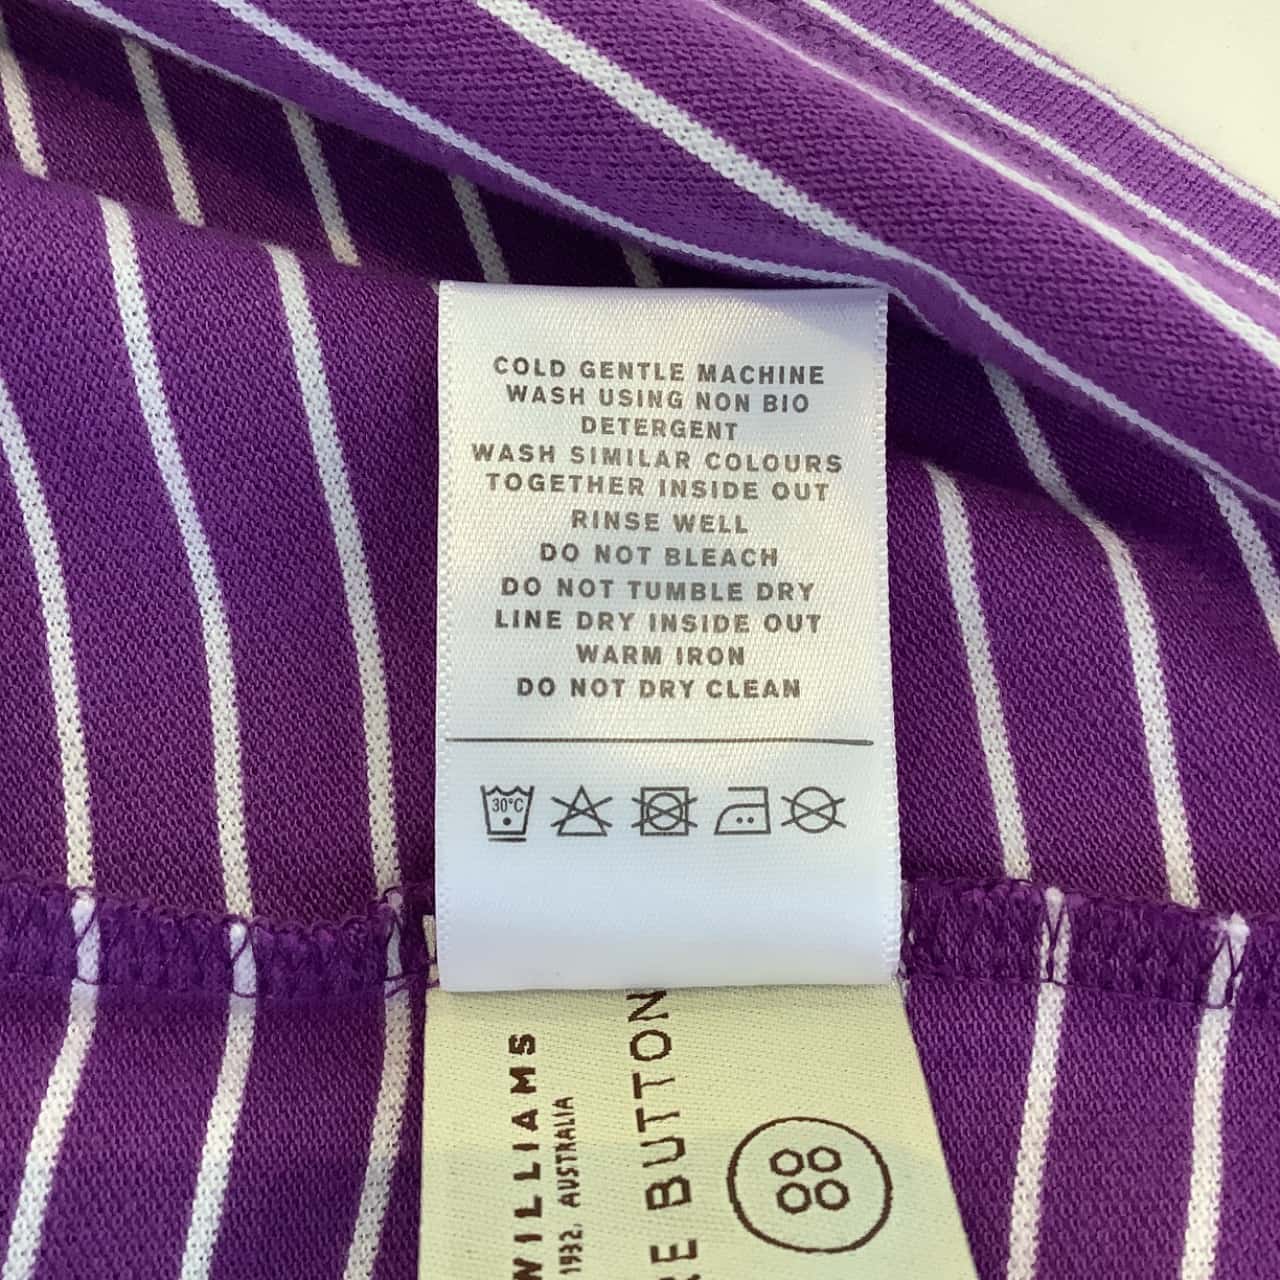 COLD GENTLE MACHINE
WASH USING NON BIO
DETERGENT
WASH SIMILAR COLOURS
TOGETHER INSIDE OUT
RINSE WELL
DO NOT BLEACH
DO NOT TUMBLE DRY
LINE DRY INSIDE OUT
WARM IRON
DO NOT DRY CLEAN
30°C
WILLIAMS
1932, AUSTRALIA
BUTTON